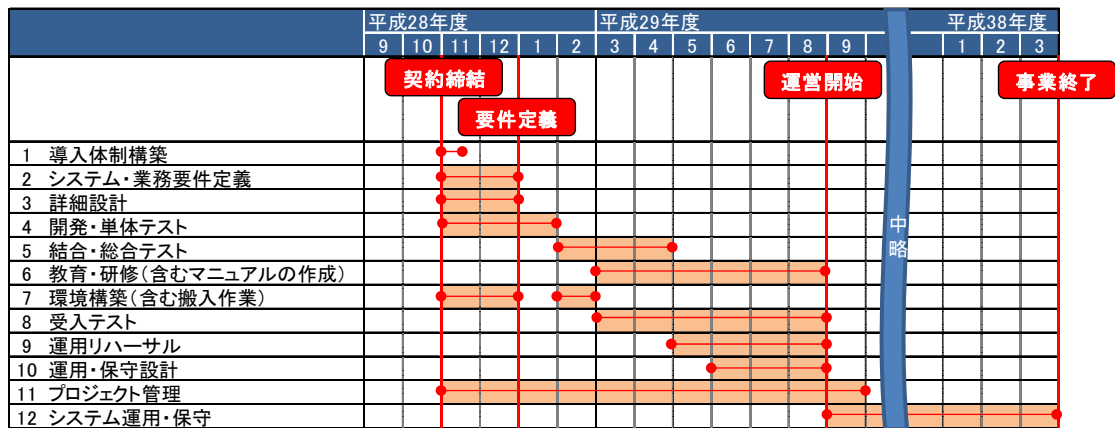 平成28年度 平成29年度 平成38年度
9 10 11 12 1 2 3 4 5 6 7 8 9 1 2 3
契約締結 運営開始 事業終了
要件定義
中略
1 導入体制構築
2 システム・業務要件定義
3 詳細設計
4 開発・単体テスト
5 結合・総合テスト
6 教育・研修(含むマニュアルの作成)
7 環境構築(含む搬入作業)
8 受入テスト
9 運用リハーサル
10 運用・保守設計
11 プロジェクト管理
12 システム運用・保守